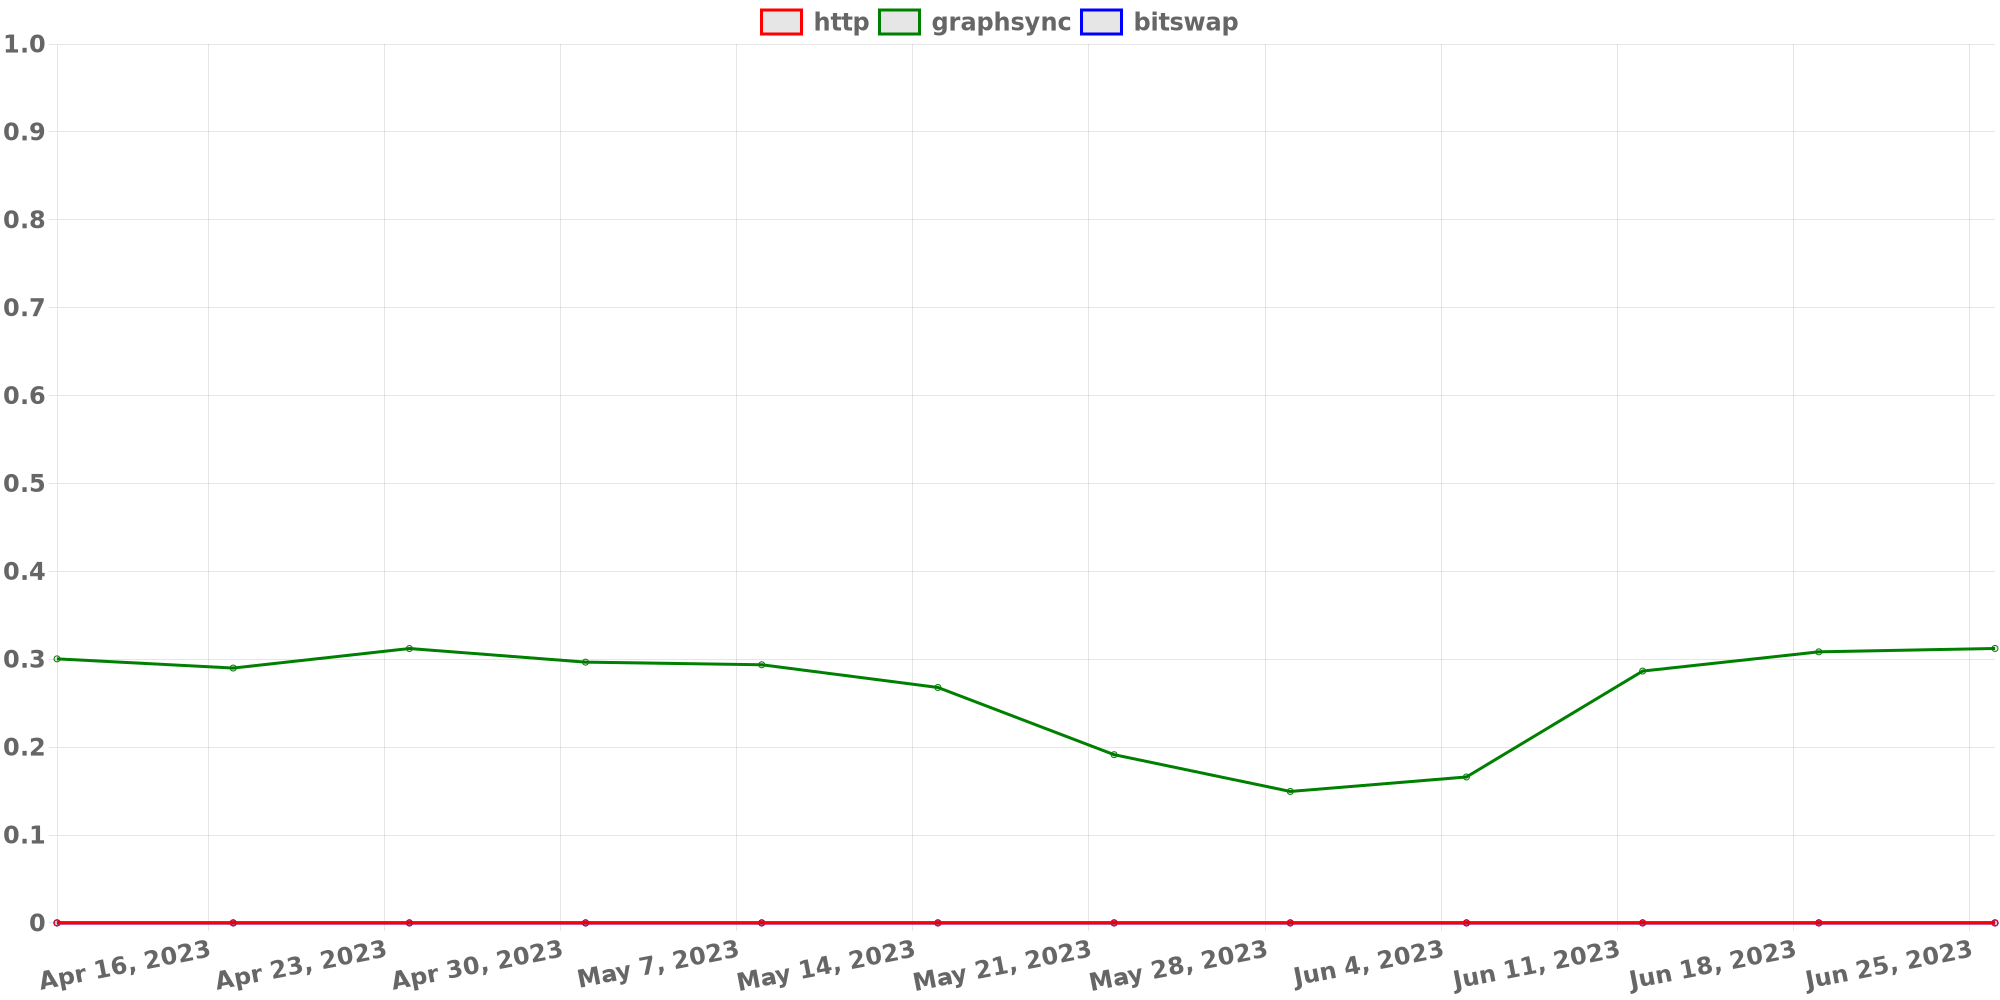 http graphsync bitswap
1.0
0.9
0.8
0.7
0.6
0.5
0.4
0.3
0.2
0.1
0
Apr 16, 2023
Apr 23, 2023
Apr 30, 2023
May 7, 2023
May 14, 2023
May 21, 2023
May 28, 2023
Jun 4, 2023
Jun 11, 2023
Jun 18, 2023
Jun 25, 2023